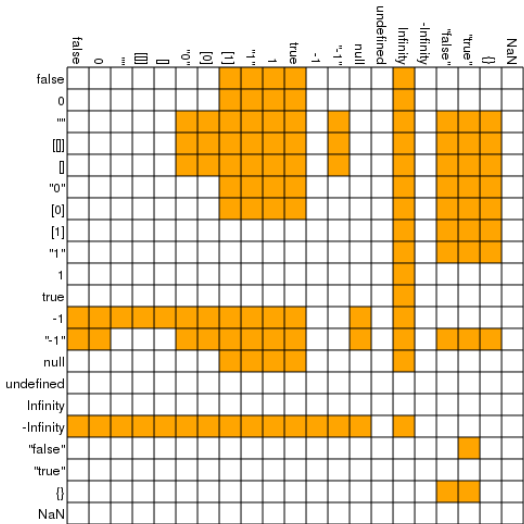 false
0
""
[[]]
[]
"0"
[0]
[1]
"1"
1
true
-1
"-1"
null
undefined
Infinity
-Infinity
"false"
"true"
{}
NaN
false
0
""
[[]]
[]
"0"
[0]
[1]
"1"
1
true
-1
"-1"
null
undefined
Infinity
-Infinity
"false"
"true"
{}
NaN